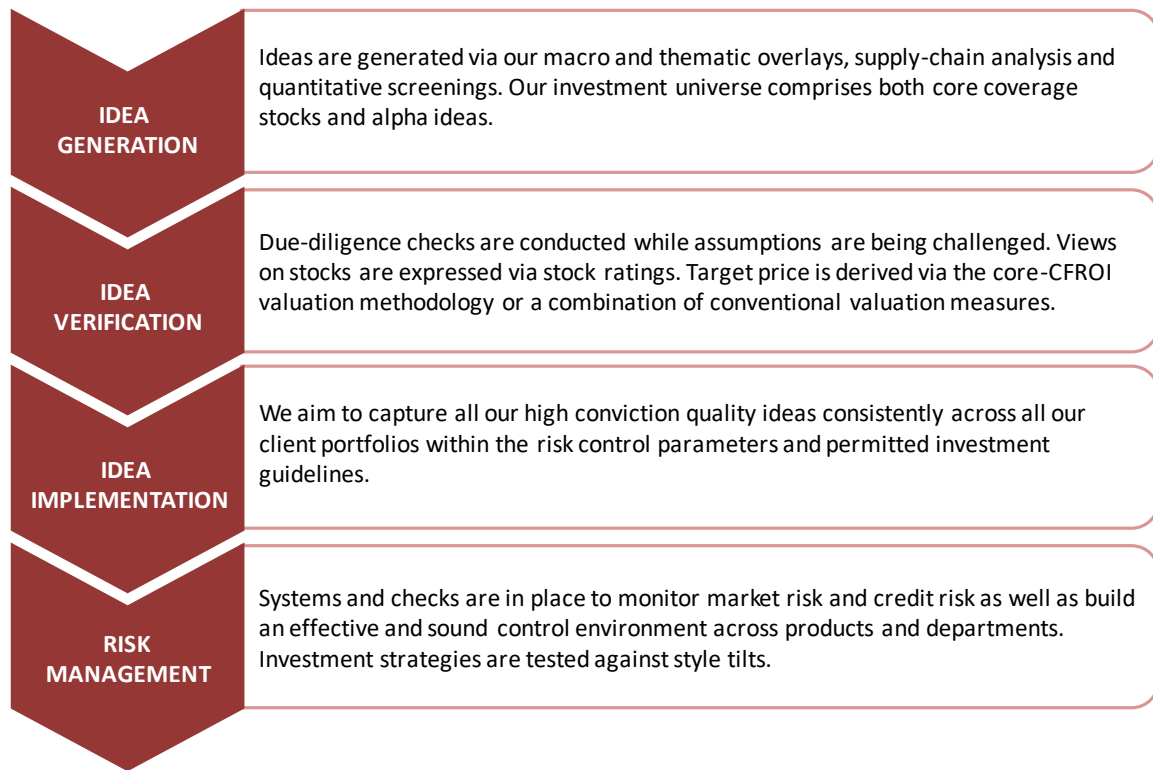 IDEA
GENERATION
Ideas are generated via our macro and thematic overlays, supply-chain analysis and
quantitative screenings. Our investment universe comprises both core coverage
stocks and alpha ideas.
IDEA
VERIFICATION
Due-diligence checks are conducted while assumptions are being challenged. Views
on stocks are expressed via stock ratings. Target price is derived via the core-CFROI
valuation methodology or a combination of conventional valuation measures.
IDEA
IMPLEMENTATION
We aim to capture all our high conviction quality ideas consistently across all our
client portfolios within the risk control parameters and permitted investment
guidelines.
RISK
MANAGEMENT
Systems and checks are in place to monitor market risk and credit risk as well as build
an effective and sound control environment across products and departments.
Investment strategies are tested against style tilts.